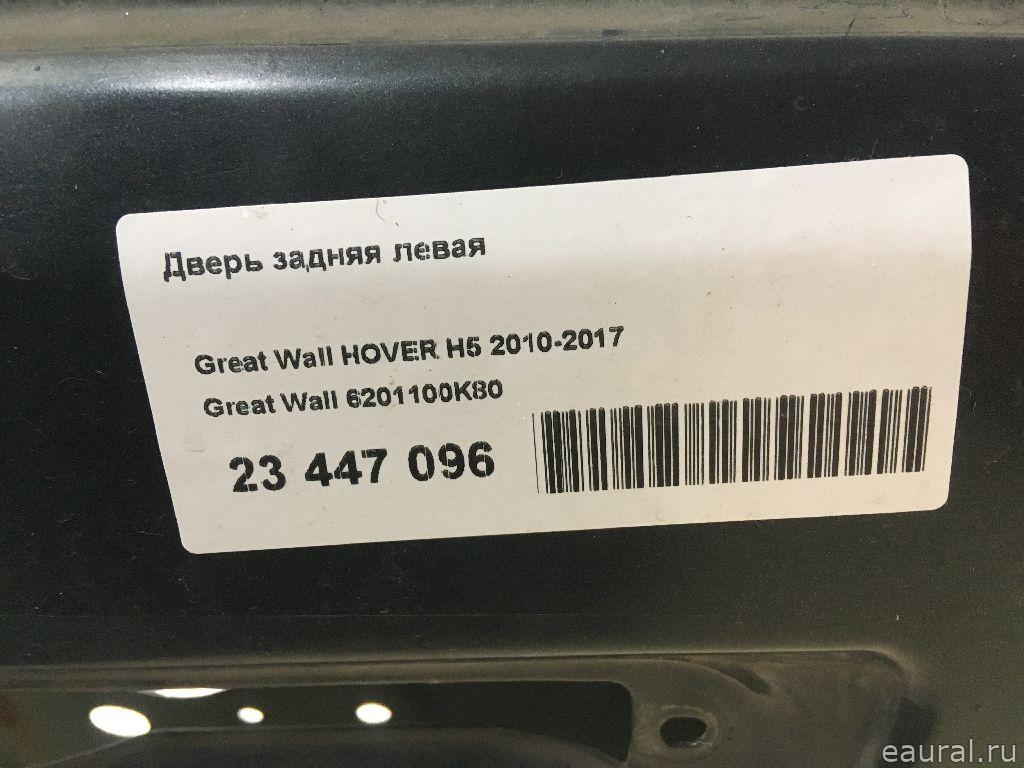 Дверь задняя левая
Great Wall HOVER H5 2010-2017
Great Wall 6201100K80
23 447 096
eaural.ru